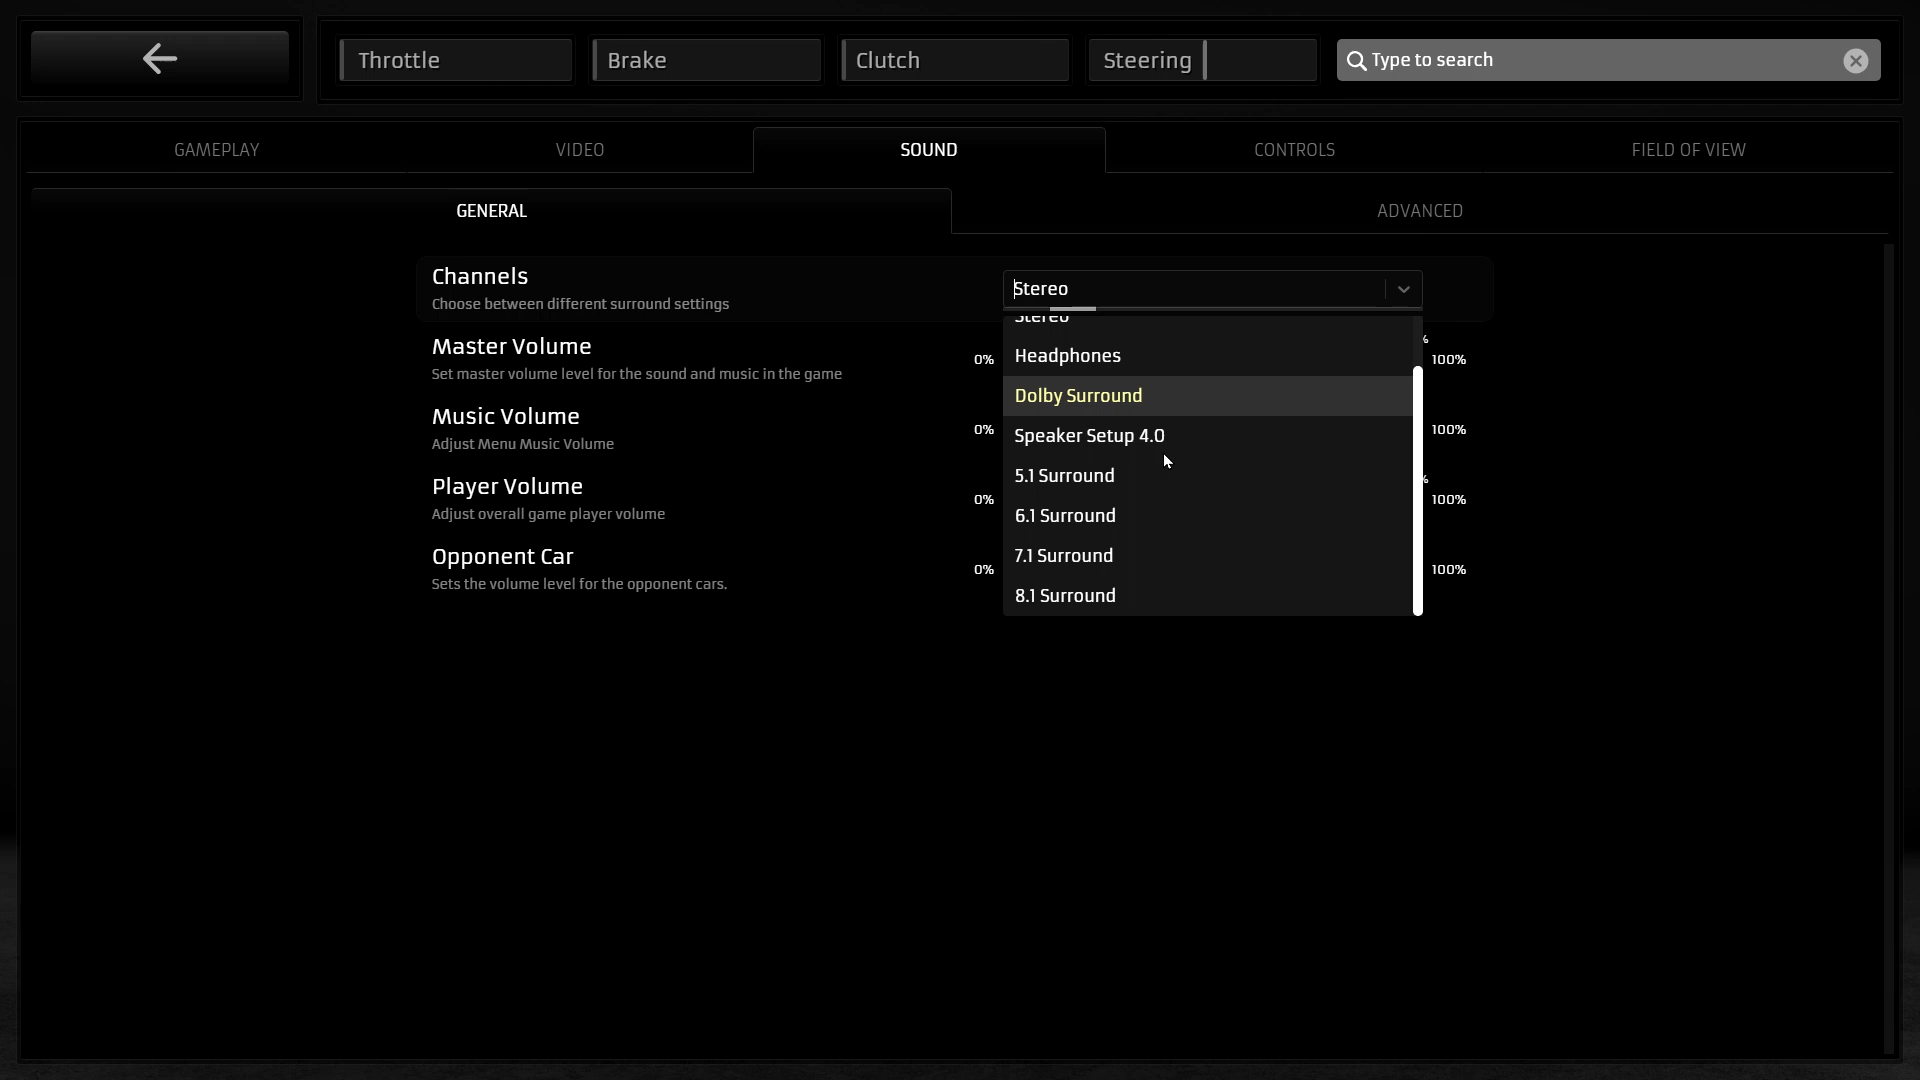 Throttle
Brake
Clutch
Steering
Type to search
GAMEPLAY
VIDEO
SOUND
CONTROLS
FIELD OF VIEW
GENERAL
ADVANCED
Channels
Choose between different surround settings
Stereo
Stereo
Headphones
Dolby Surround
Speaker Setup 4.0
5.1 Surround
6.1 Surround
7.1 Surround
8.1 Surround
Master Volume
Set master volume level for the sound and music in the game
0%
%
100%
Music Volume
Adjust Menu Music Volume
0%
100%
Player Volume
Adjust overall game player volume
0%
%
100%
Opponent Car
Sets the volume level for the opponent cars.
0%
100%